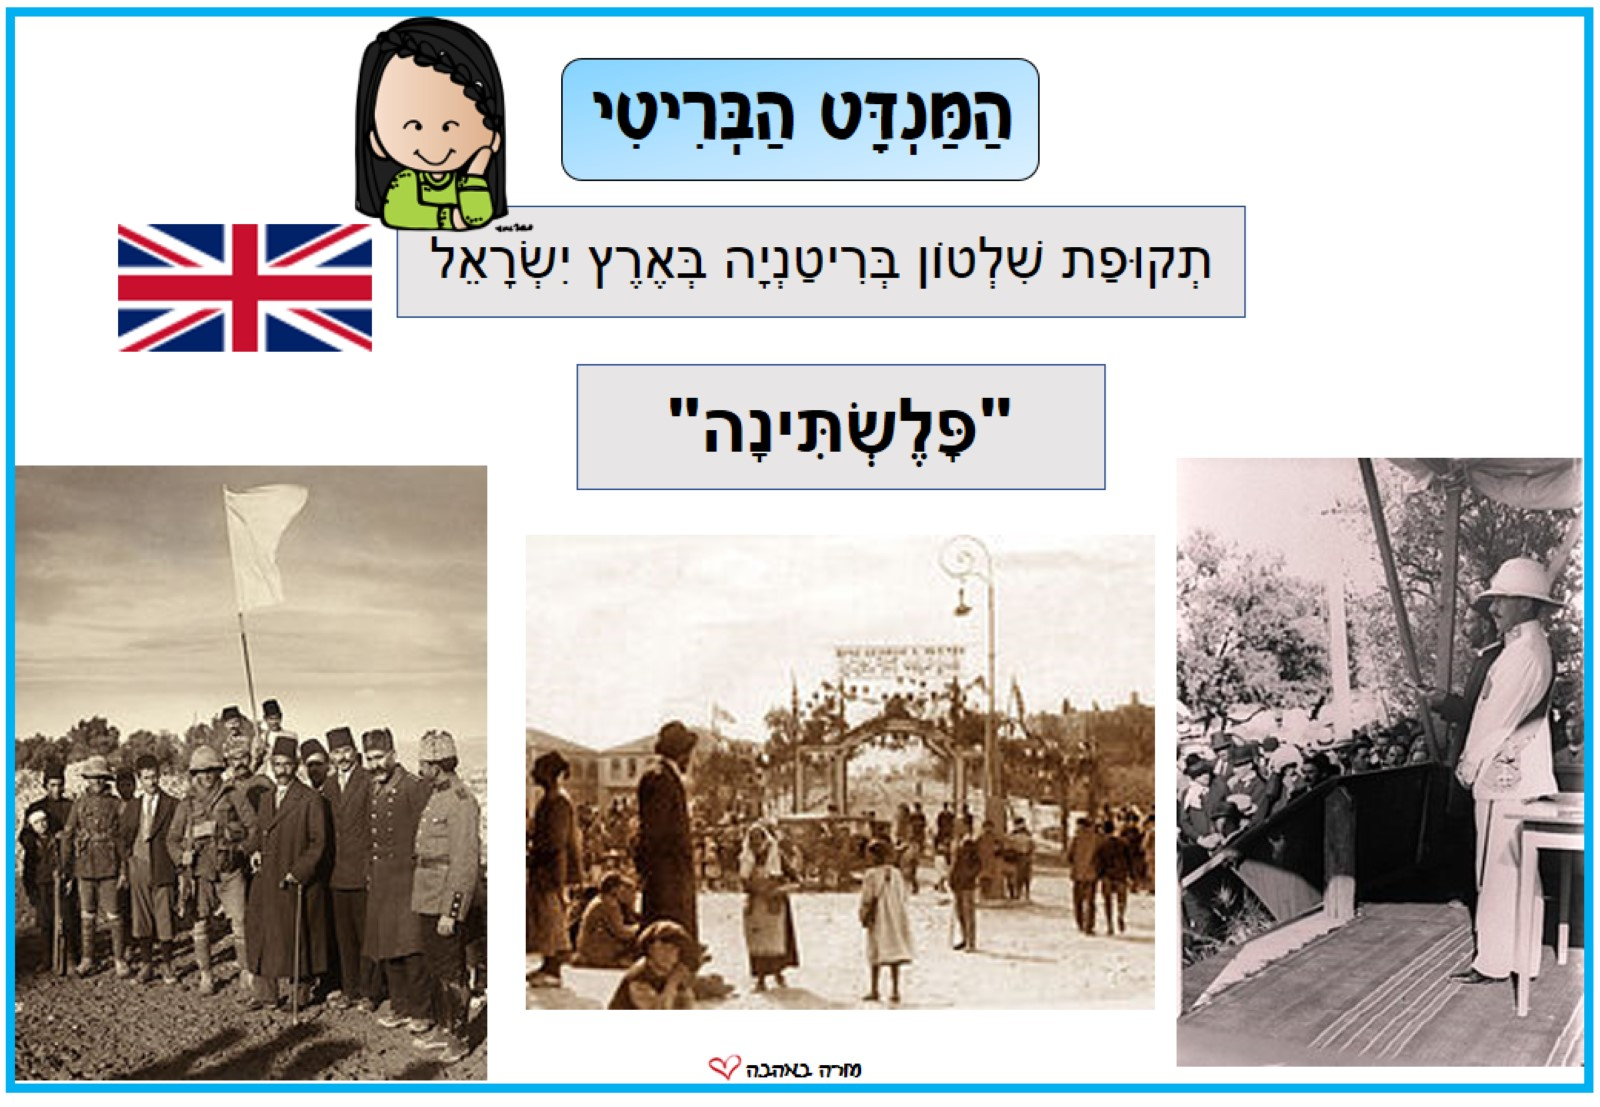 הַמַּנְדָּט הַבְּרִיטִי
תְקוּפַת שִׁלְטוֹן בְּרִיטַנְיָה בְּאֶרֶץ יִשְׂרָאֵל
"פָּלֶשְׂתִּינָה"
מורה באהבה